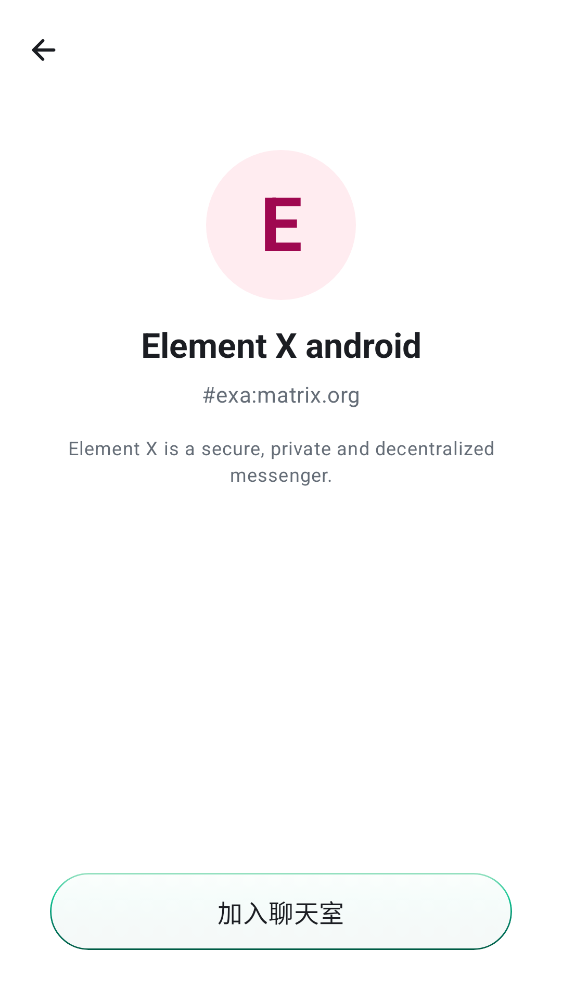 E
Element X android
#exa:matrix.org
Element X is a secure, private and decentralized
messenger.
加入聊天室